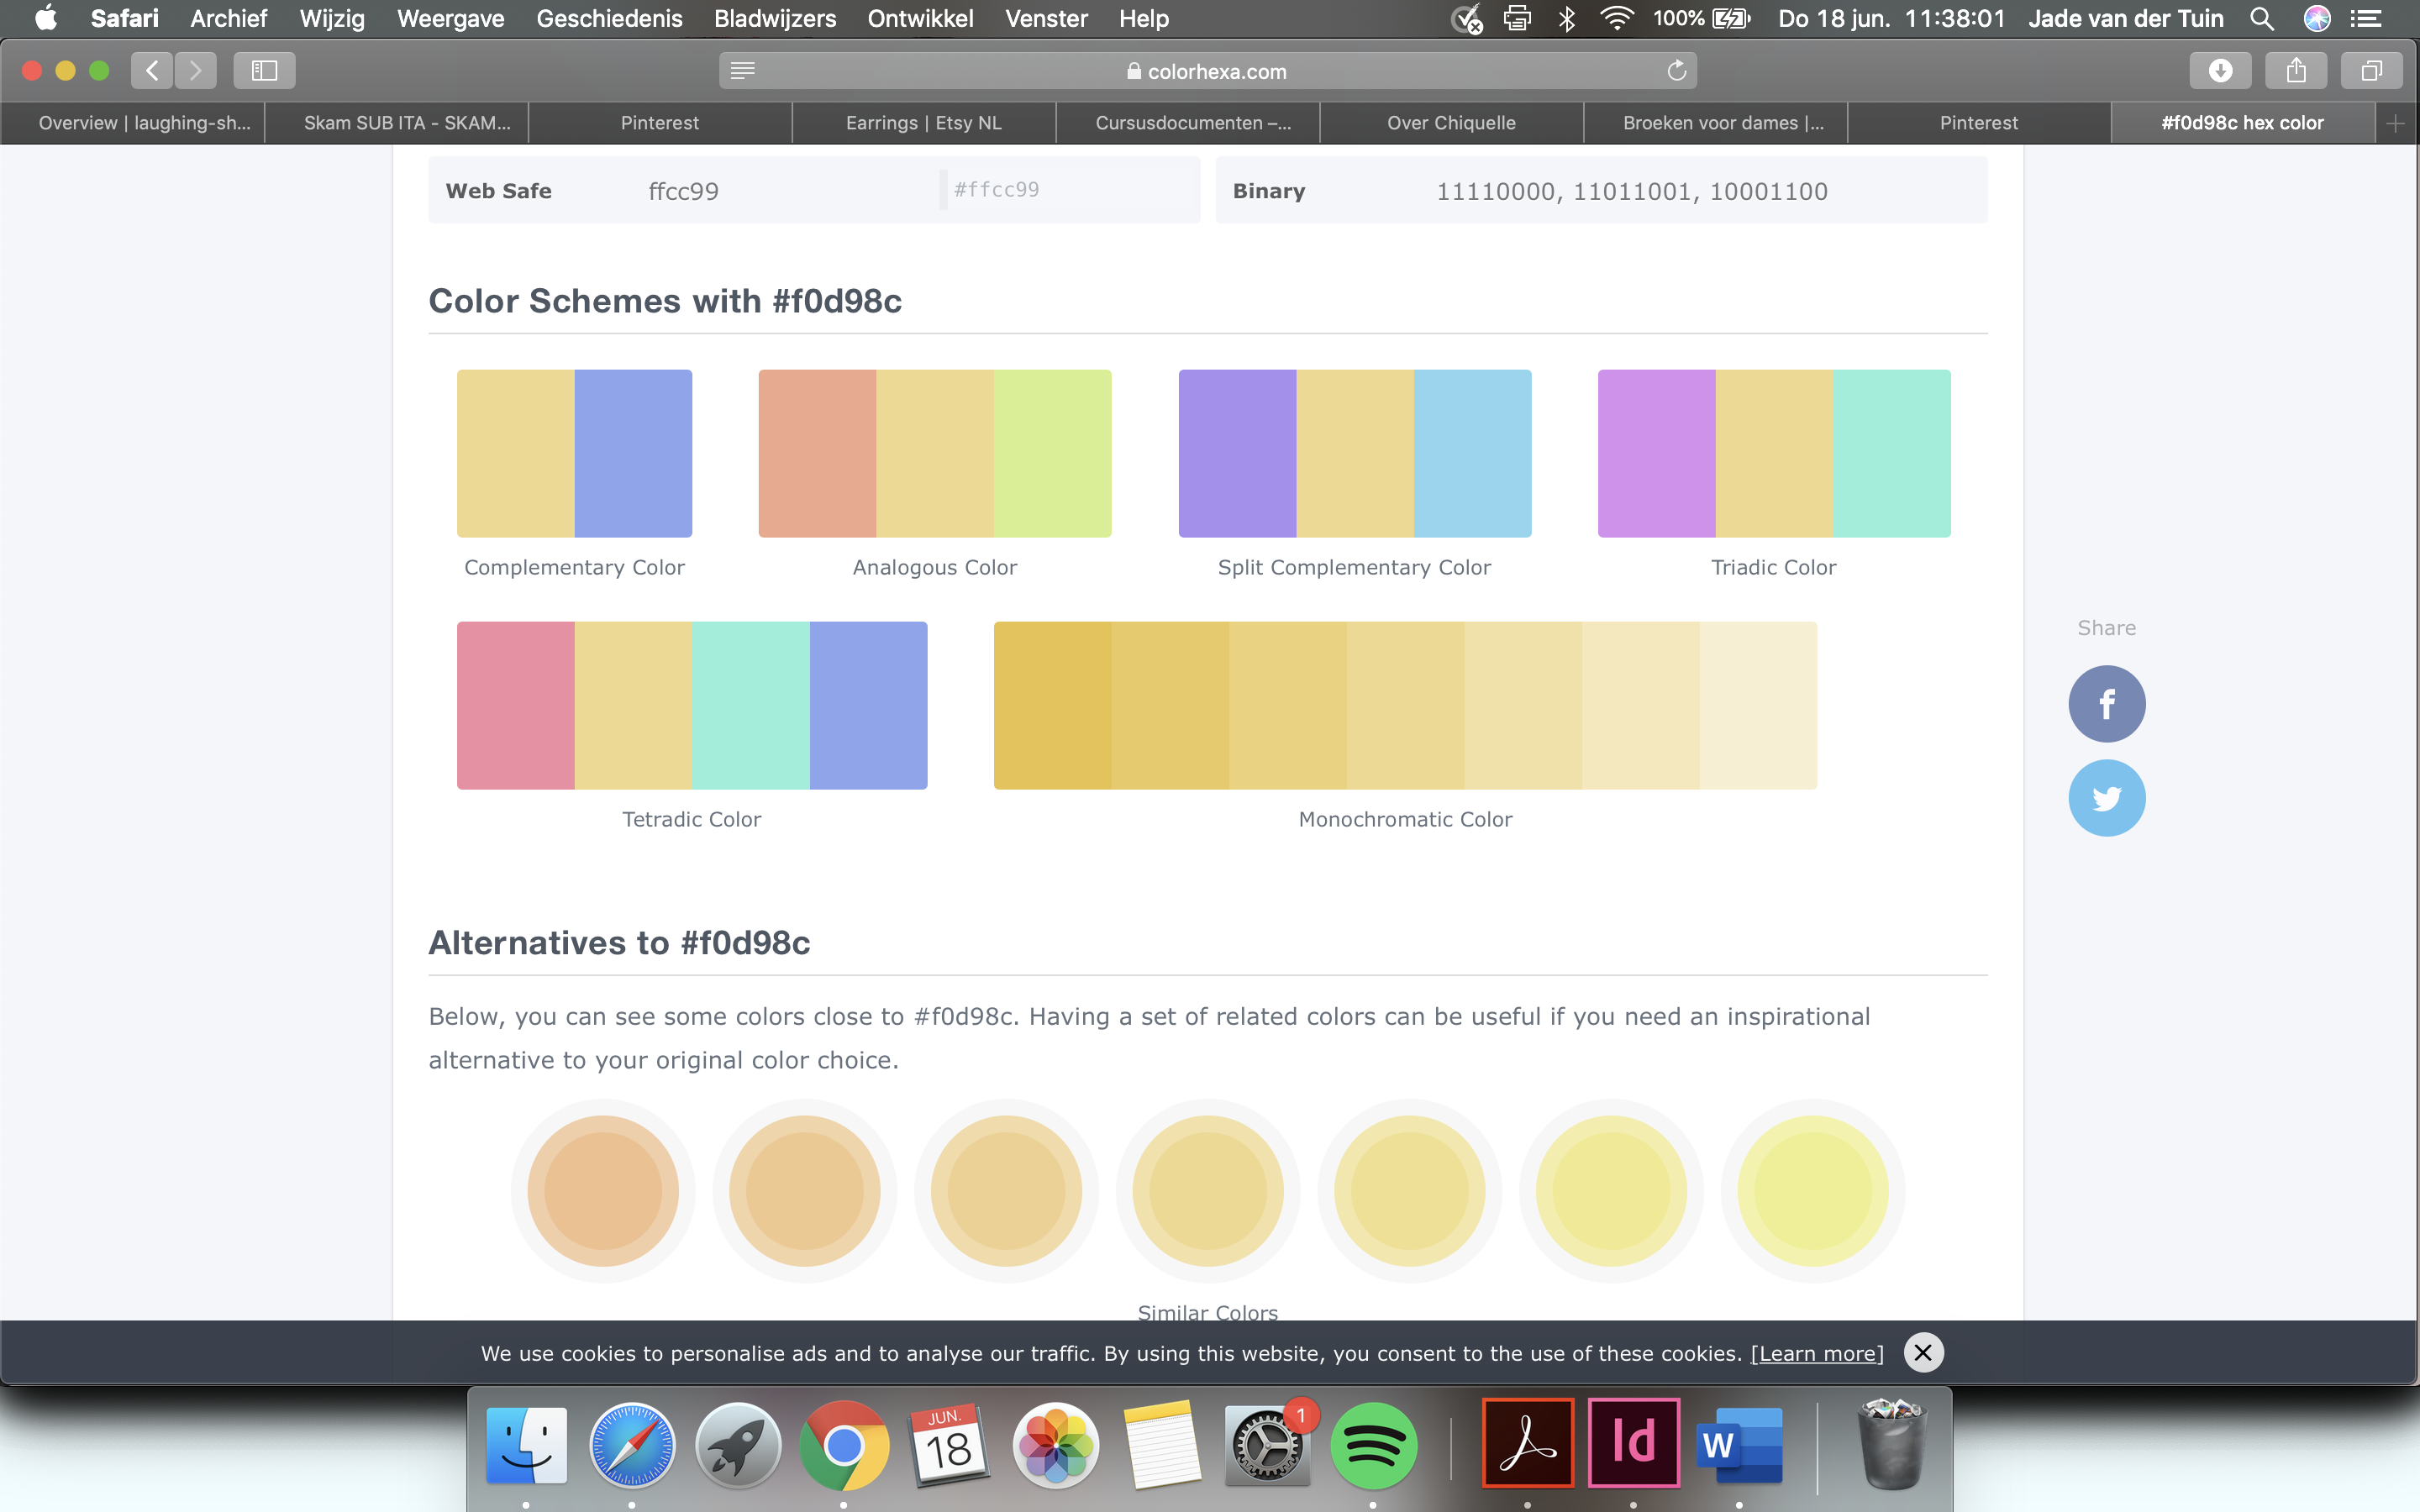 Safari Archief Wijzig Weergave Geschiedenis Bladwijzers Ontwikkel Venster Help 100% Do 18 jun. 11:38:01 Jade van der Tuin
colorhexa.com
Overview | laughing-sh... Skam SUB ITA - SKAM... Pinterest Earrings | Etsy NL Cursusdocumenten –... Over Chiquelle Broeken voor dames |... Pinterest #f0d98c hex color
Web Safe ffcc99 #ffcc99 Binary 11110000, 11011001, 10001100
Color Schemes with #f0d98c
Complementary Color Analogous Color Split Complementary Color Triadic Color
Share
f
Tetradic Color Monochromatic Color
Alternatives to #f0d98c
Below, you can see some colors close to #f0d98c. Having a set of related colors can be useful if you need an inspirational
alternative to your original color choice.
Similar Colors
We use cookies to personalise ads and to analyse our traffic. By using this website, you consent to the use of these cookies. [Learn more]
JUN.
18
1
Id
W